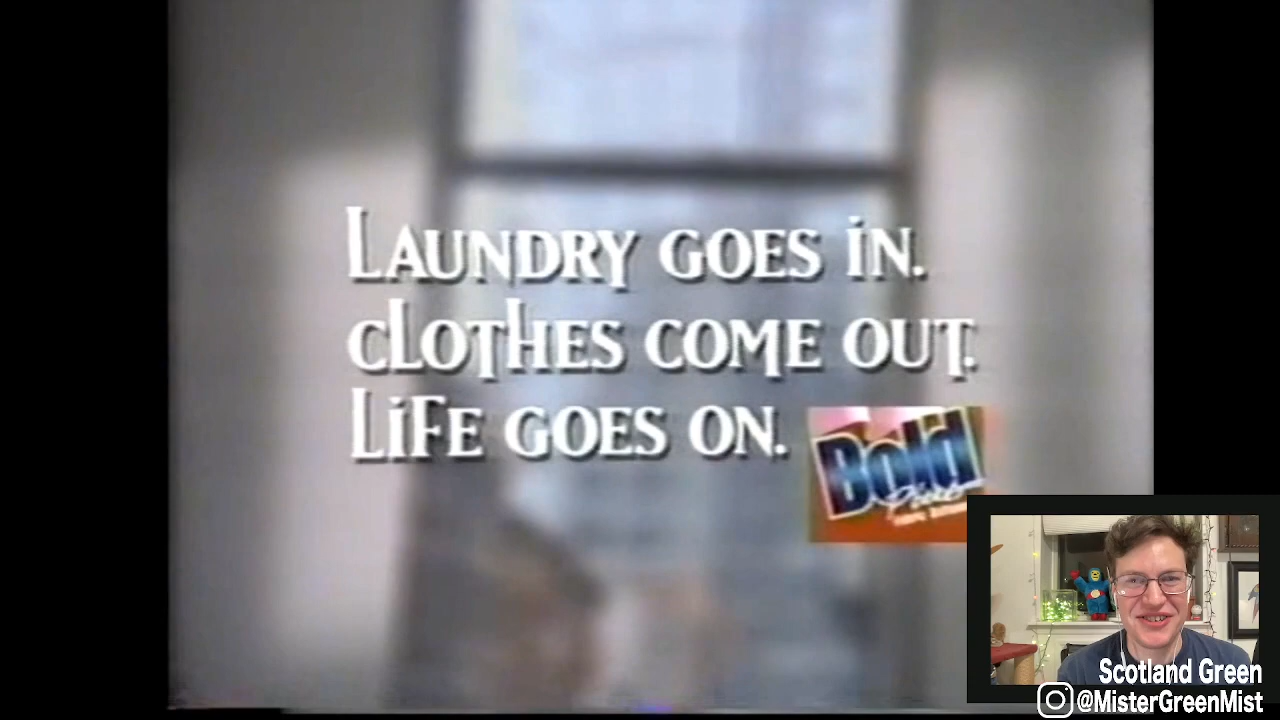 Laundry goes in.
clothes come out.
Life goes on.
Bold
Scotland Green
@MisterGreenMist